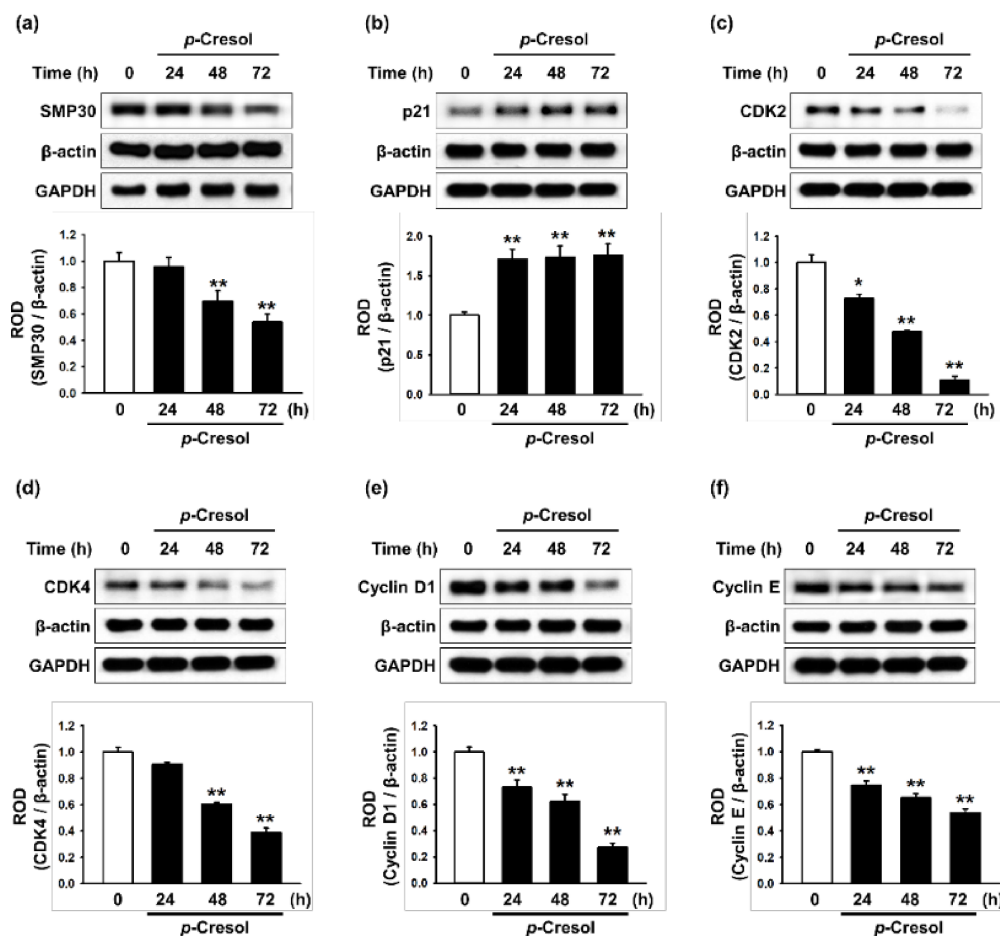 (a)
p-Cresol
Time (h) 0 24 48 72
SMP30
β-actin
GAPDH
ROD
(SMP30 / β-actin)
1.2
1.0
0.8
0.6
0.4
0.2
0.0
**
**
0 24 48 72 (h)
p-Cresol
(b)
p-Cresol
Time (h) 0 24 48 72
p21
β-actin
GAPDH
ROD
(p21 / β-actin)
2.0
1.5
1.0
0.5
0.0
** ** **
0 24 48 72 (h)
p-Cresol
(c)
p-Cresol
Time (h) 0 24 48 72
CDK2
β-actin
GAPDH
ROD
(CDK2 / β-actin)
1.2
1.0
0.8
0.6
0.4
0.2
0.0
*
**
**
0 24 48 72 (h)
p-Cresol
(d)
p-Cresol
Time (h) 0 24 48 72
CDK4
β-actin
GAPDH
ROD
(CDK4 / β-actin)
1.2
1.0
0.8
0.6
0.4
0.2
0.0
**
**
0 24 48 72 (h)
p-Cresol
(e)
p-Cresol
Time (h) 0 24 48 72
Cyclin D1
β-actin
GAPDH
ROD
(Cyclin D1 / β-actin)
1.2
1.0
0.8
0.6
0.4
0.2
0.0
**
**
**
0 24 48 72 (h)
p-Cresol
(f)
p-Cresol
Time (h) 0 24 48 72
Cyclin E
β-actin
GAPDH
ROD
(Cyclin E / β-actin)
1.2
1.0
0.8
0.6
0.4
0.2
0.0
**
**
**
0 24 48 72 (h)
p-Cresol